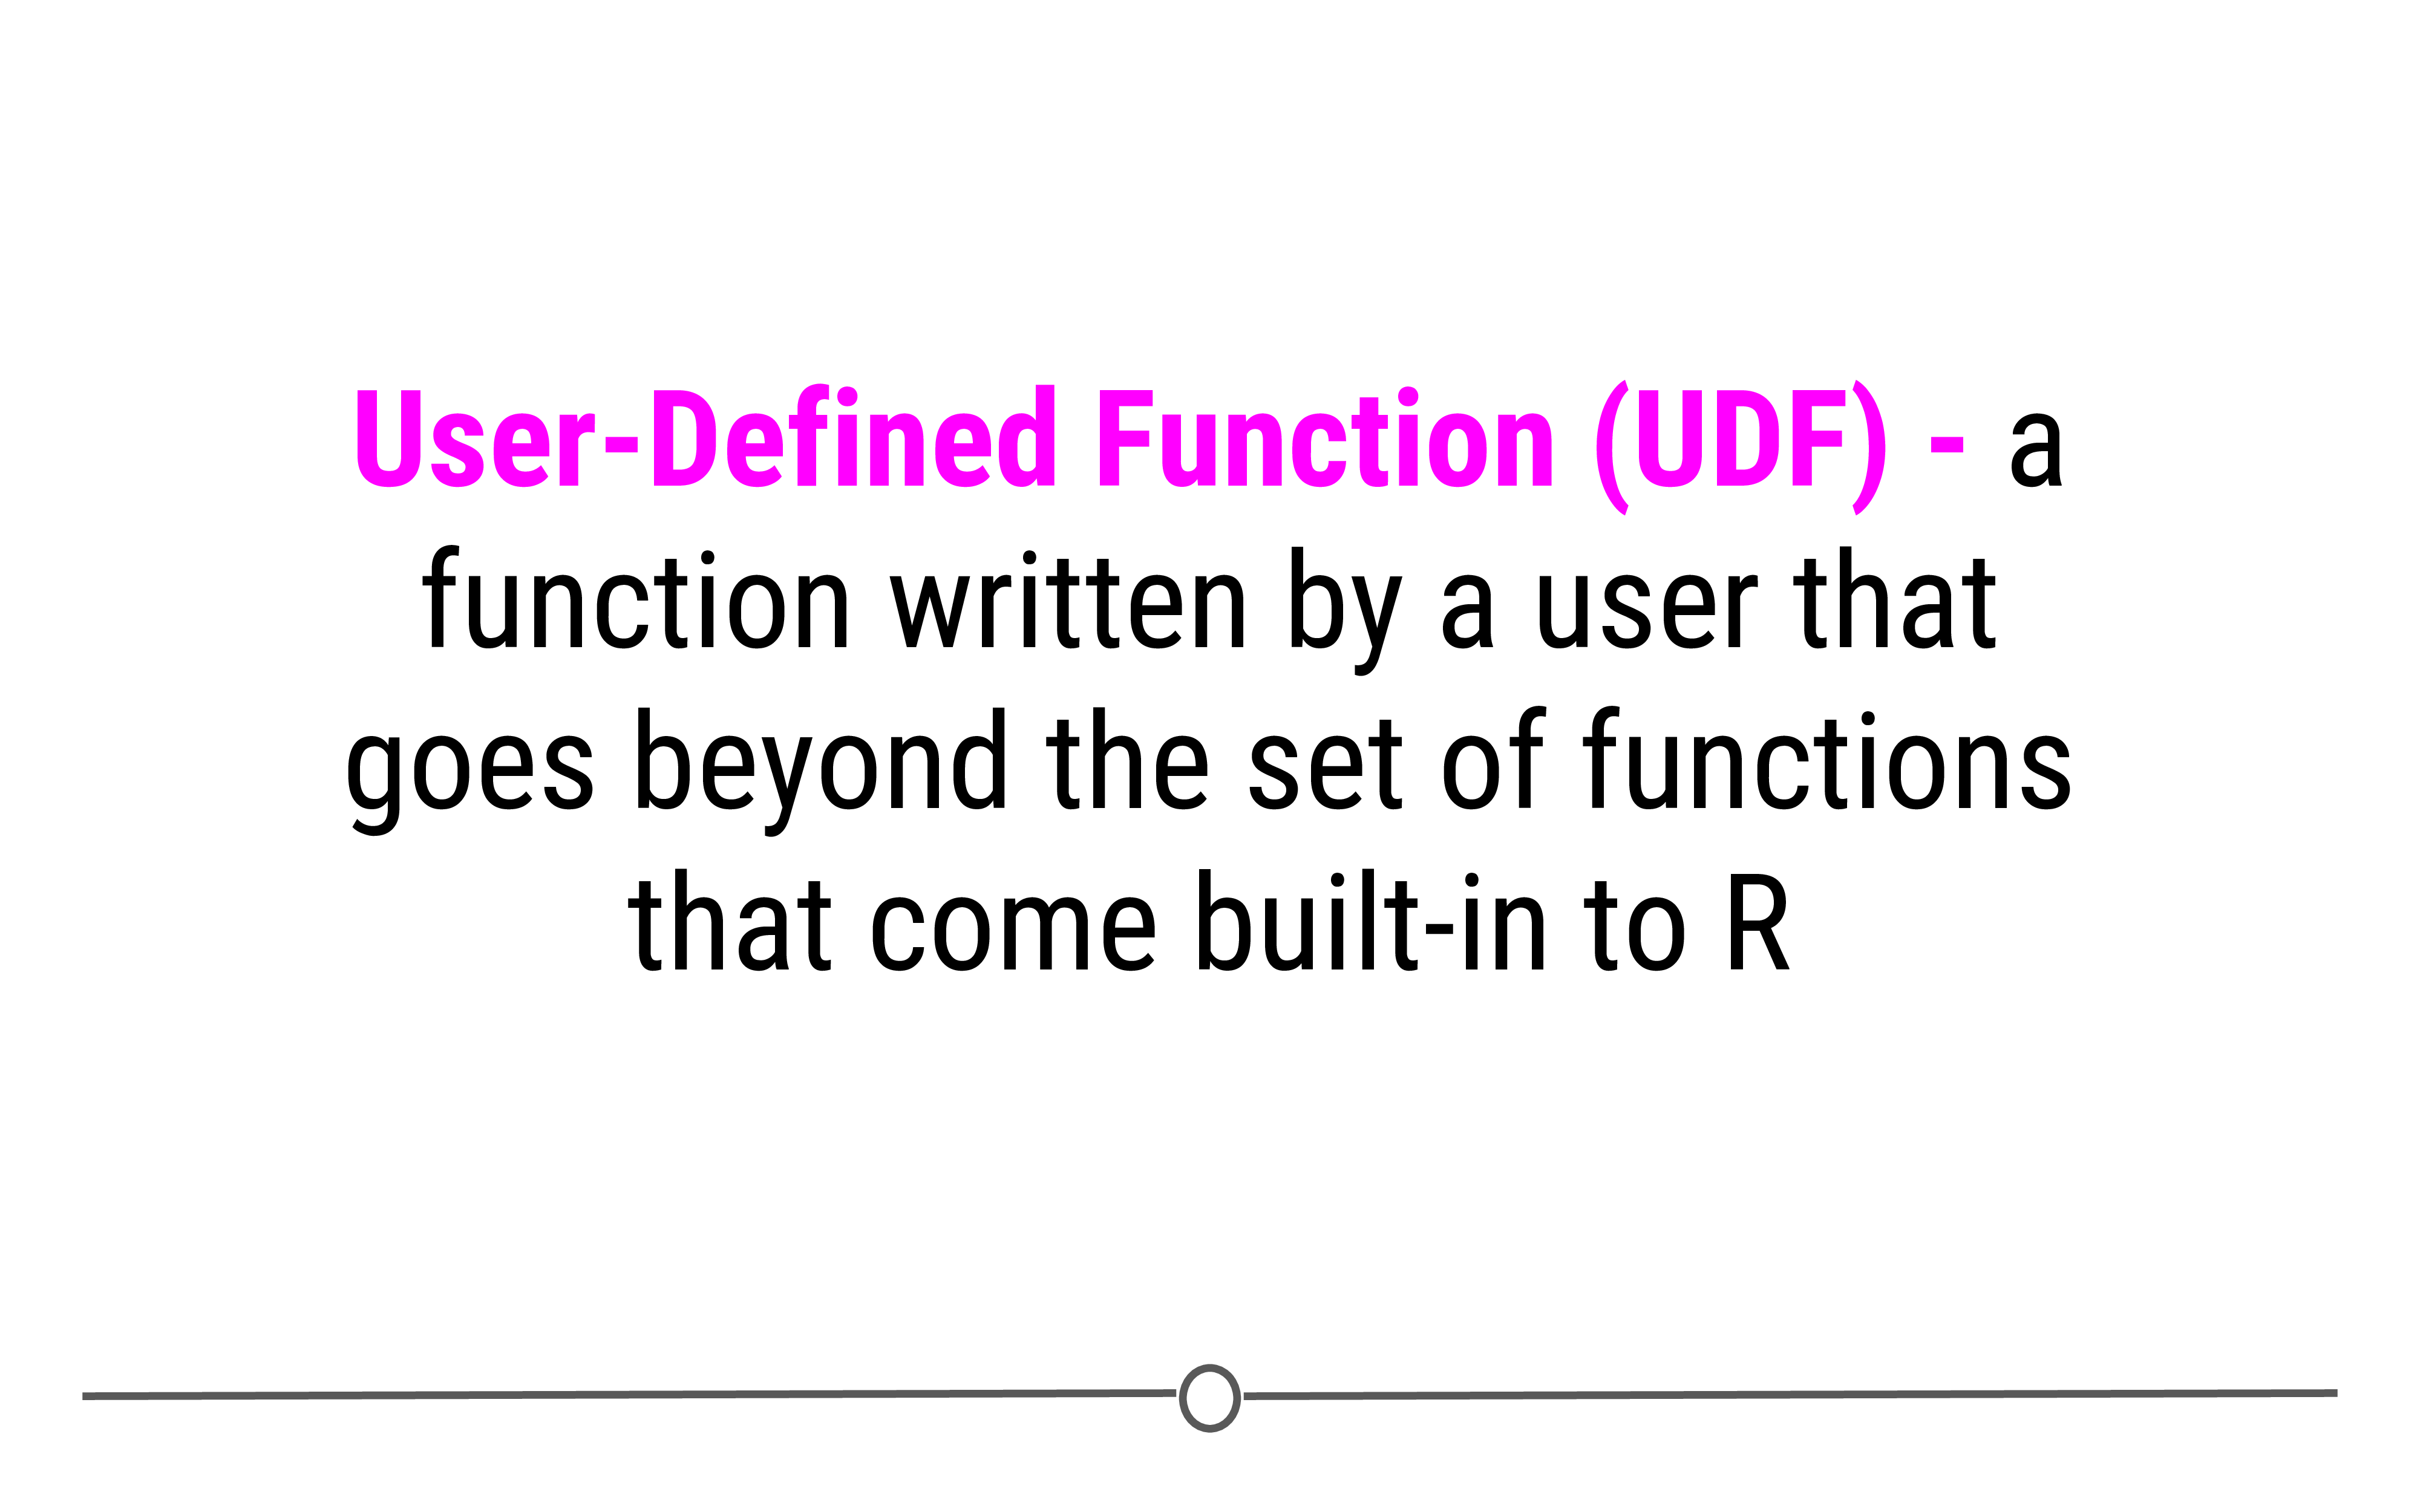 User-Defined Function (UDF) - a
function written by a user that
goes beyond the set of functions
that come built-in to R